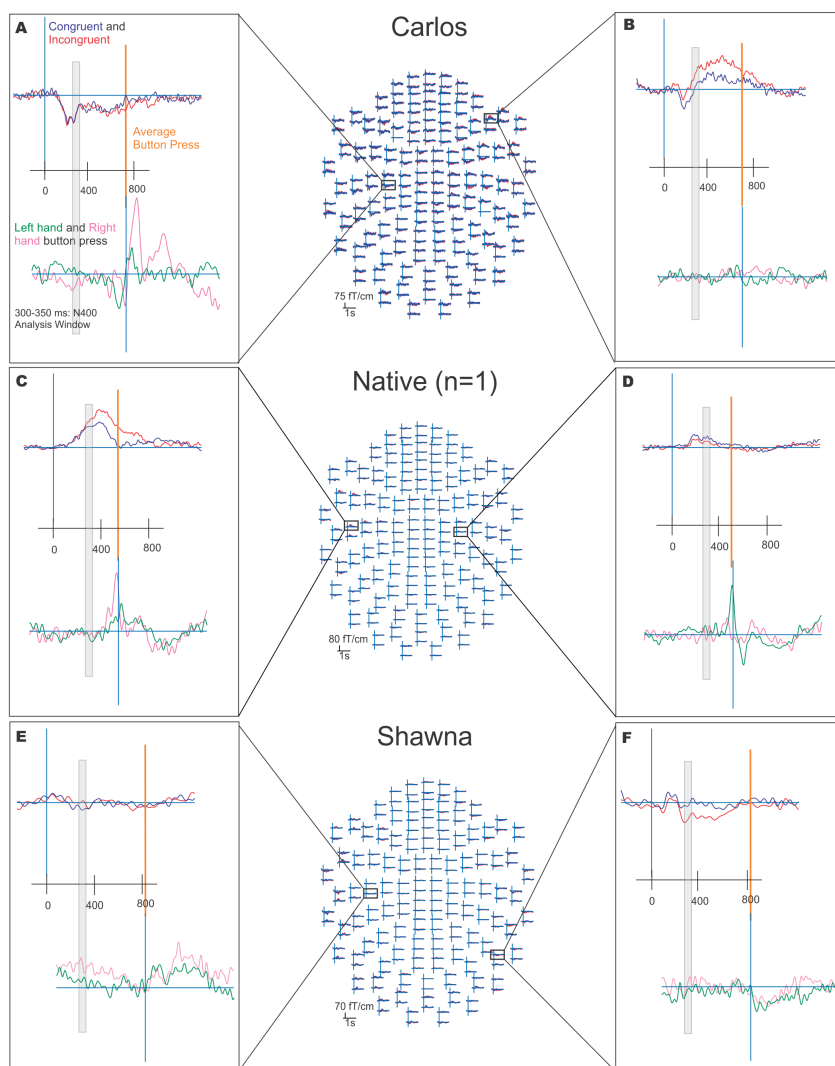 A
Congruent and
Incongruent
Average
Button Press
0 400 800
Left hand and Right
hand button press
300-350 ms: N400
Analysis Window
Carlos
75 fT/cm
1s
B
0 400 800
C
0 400 800
Native (n=1)
80 fT/cm
1s
D
0 400 800
E
0 400 800
Shawna
70 fT/cm
1s
F
0 400 800